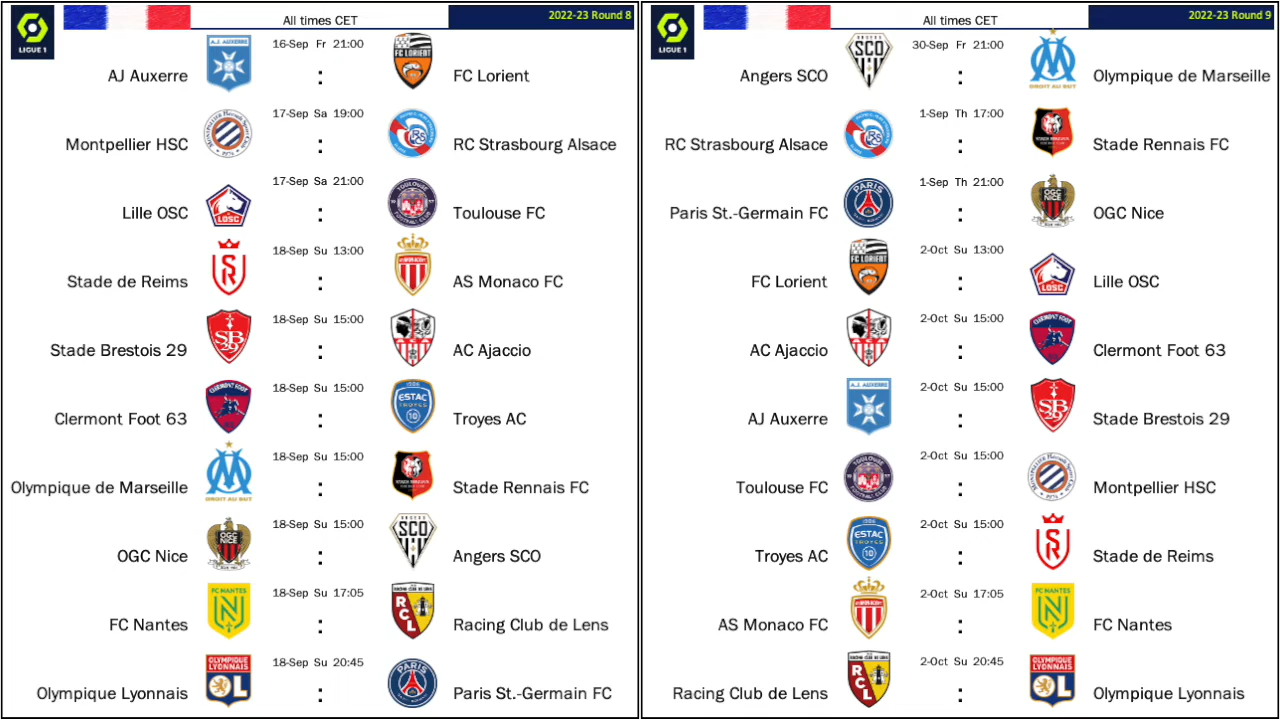 LIGUE 1
All times CET
2022-23 Round 8
AJ Auxerre 16-Sep Fr 21:00 : FC Lorient
Montpellier HSC 17-Sep Sa 19:00 : RC Strasbourg Alsace
Lille OSC 17-Sep Sa 21:00 : Toulouse FC
Stade de Reims 18-Sep Su 13:00 : AS Monaco FC
Stade Brestois 29 18-Sep Su 15:00 : AC Ajaccio
Clermont Foot 63 18-Sep Su 15:00 : Troyes AC
Olympique de Marseille 18-Sep Su 15:00 : Stade Rennais FC
OGC Nice 18-Sep Su 15:00 : Angers SCO
FC Nantes 18-Sep Su 17:05 : Racing Club de Lens
Olympique Lyonnais 18-Sep Su 20:45 : Paris St.-Germain FC
LIGUE 1
All times CET
2022-23 Round 9
Angers SCO 30-Sep Fr 21:00 : Olympique de Marseille
RC Strasbourg Alsace 1-Sep Th 17:00 : Stade Rennais FC
Paris St.-Germain FC 1-Sep Th 21:00 : OGC Nice
FC Lorient 2-Oct Su 13:00 : Lille OSC
AC Ajaccio 2-Oct Su 15:00 : Clermont Foot 63
AJ Auxerre 2-Oct Su 15:00 : Stade Brestois 29
Toulouse FC 2-Oct Su 15:00 : Montpellier HSC
Troyes AC 2-Oct Su 15:00 : Stade de Reims
AS Monaco FC 2-Oct Su 17:05 : FC Nantes
Racing Club de Lens 2-Oct Su 20:45 : Olympique Lyonnais